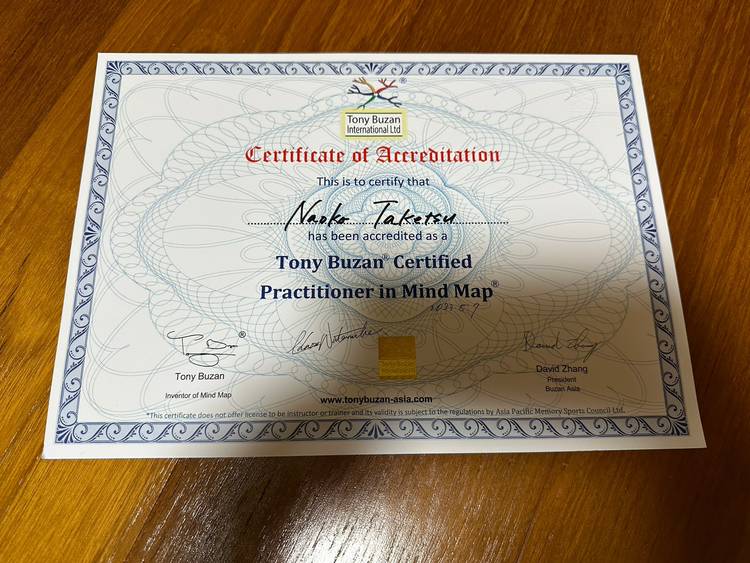 Tony Buzan
International Ltd
Certificate of Accreditation
This is to certify that
Naoko Taketsu
has been accredited as a
Tony Buzan® Certified
Practitioner in Mind Map®
Tony Buzan
Inventor of Mind Map
David Zhang
President
Buzan Asia
www.tonybuzan-asia.com
*This certificate does not offer license to be instructor or trainer and its validity is subject to the regulations by Asia Pacific Memory Sports Council Ltd.